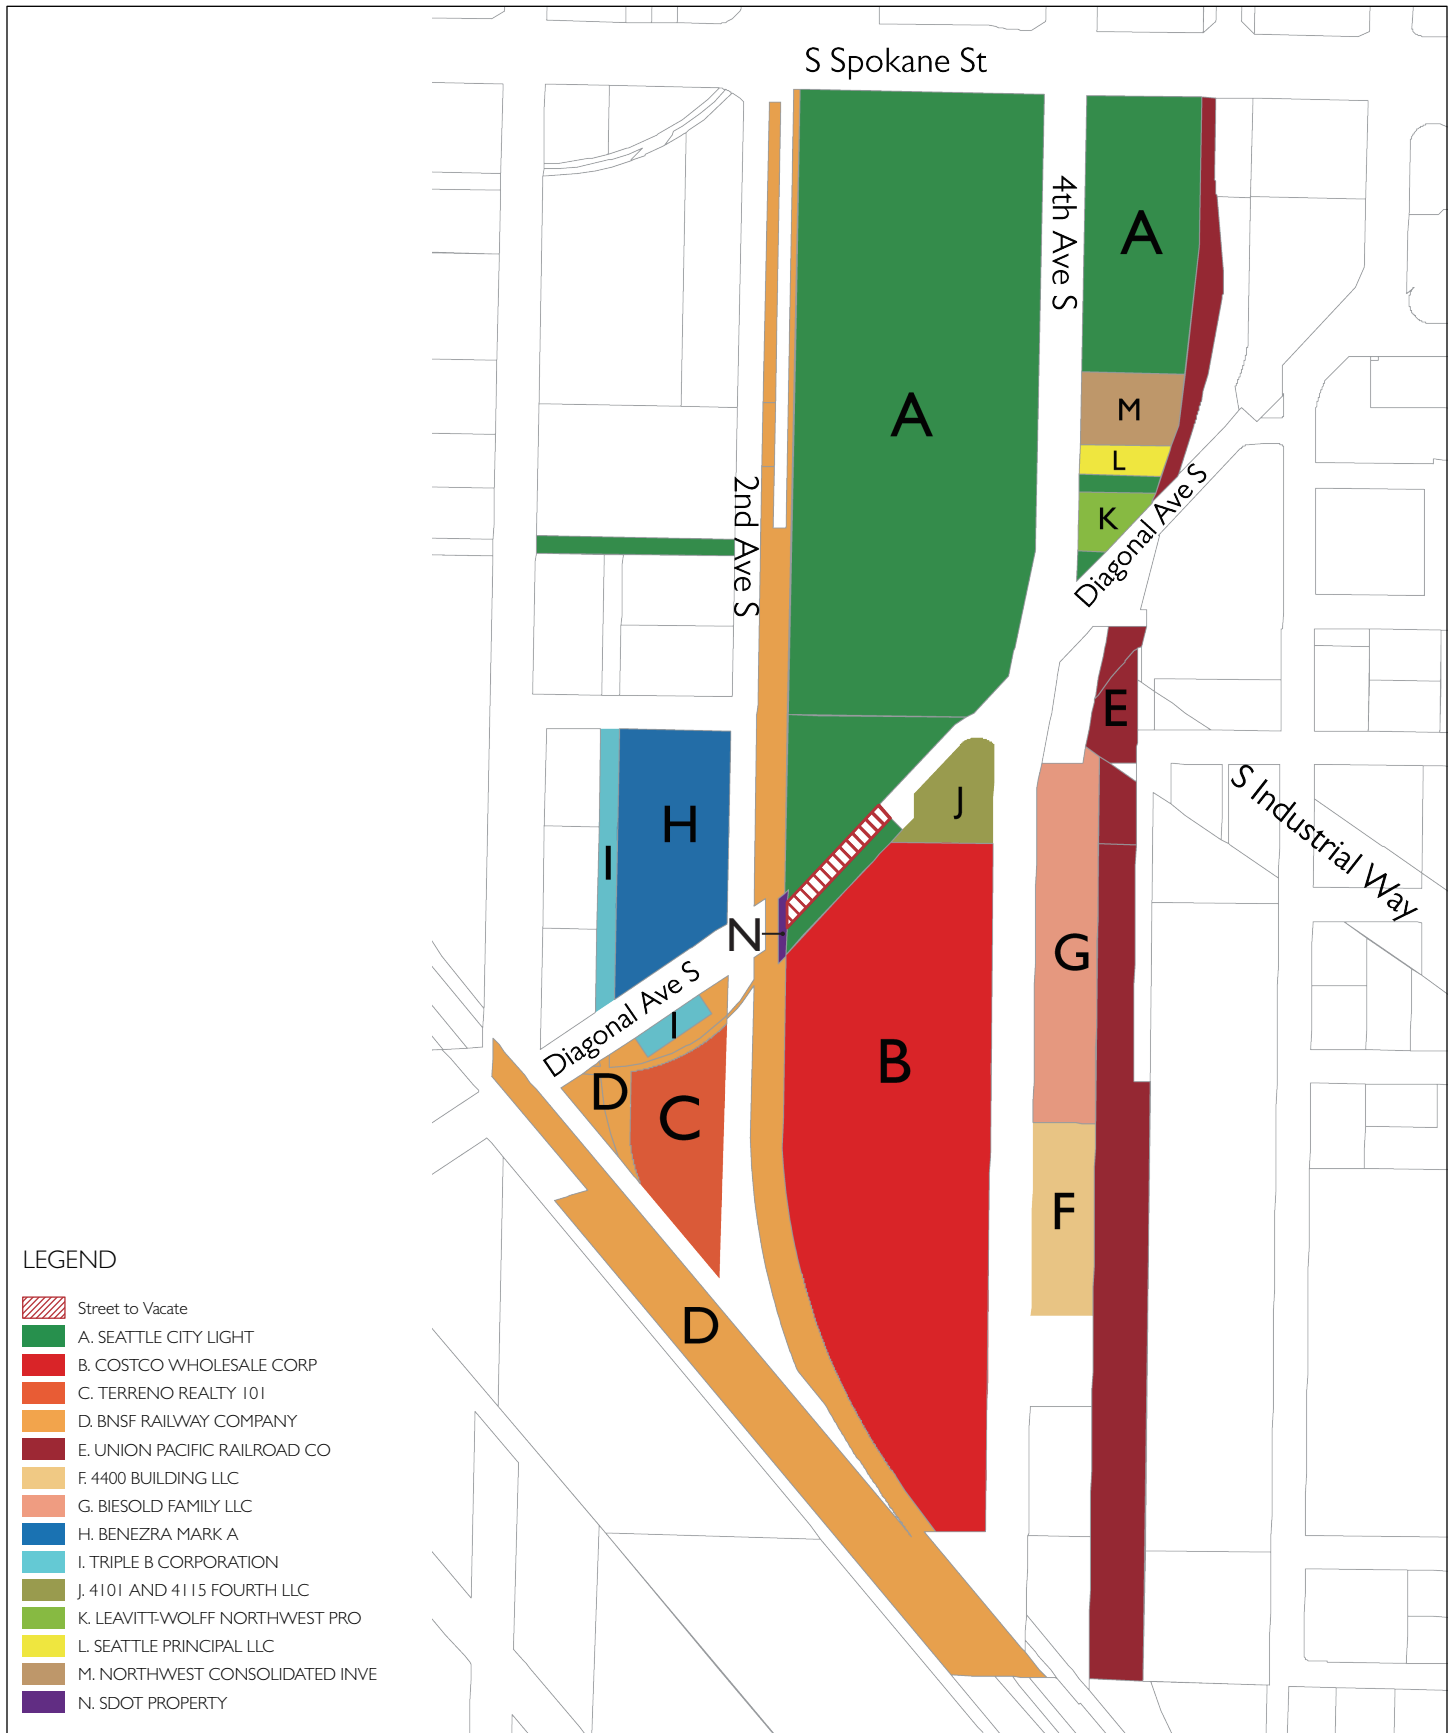 S Spokane St
4th Ave S
A
A
M
L
K
2nd Ave S
Diagonal Ave S
E
S Industrial Way
H
J
I
N
G
Diagonal Ave S
I
B
D
C
F
D
LEGEND
Street to Vacate
A. SEATTLE CITY LIGHT
B. COSTCO WHOLESALE CORP
C. TERRENO REALTY 101
D. BNSF RAILWAY COMPANY
E. UNION PACIFIC RAILROAD CO
F. 4400 BUILDING LLC
G. BIESOLD FAMILY LLC
H. BENEZRA MARK A
I. TRIPLE B CORPORATION
J. 4101 AND 4115 FOURTH LLC
K. LEAVITT-WOLFF NORTHWEST PRO
L. SEATTLE PRINCIPAL LLC
M. NORTHWEST CONSOLIDATED INVE
N. SDOT PROPERTY